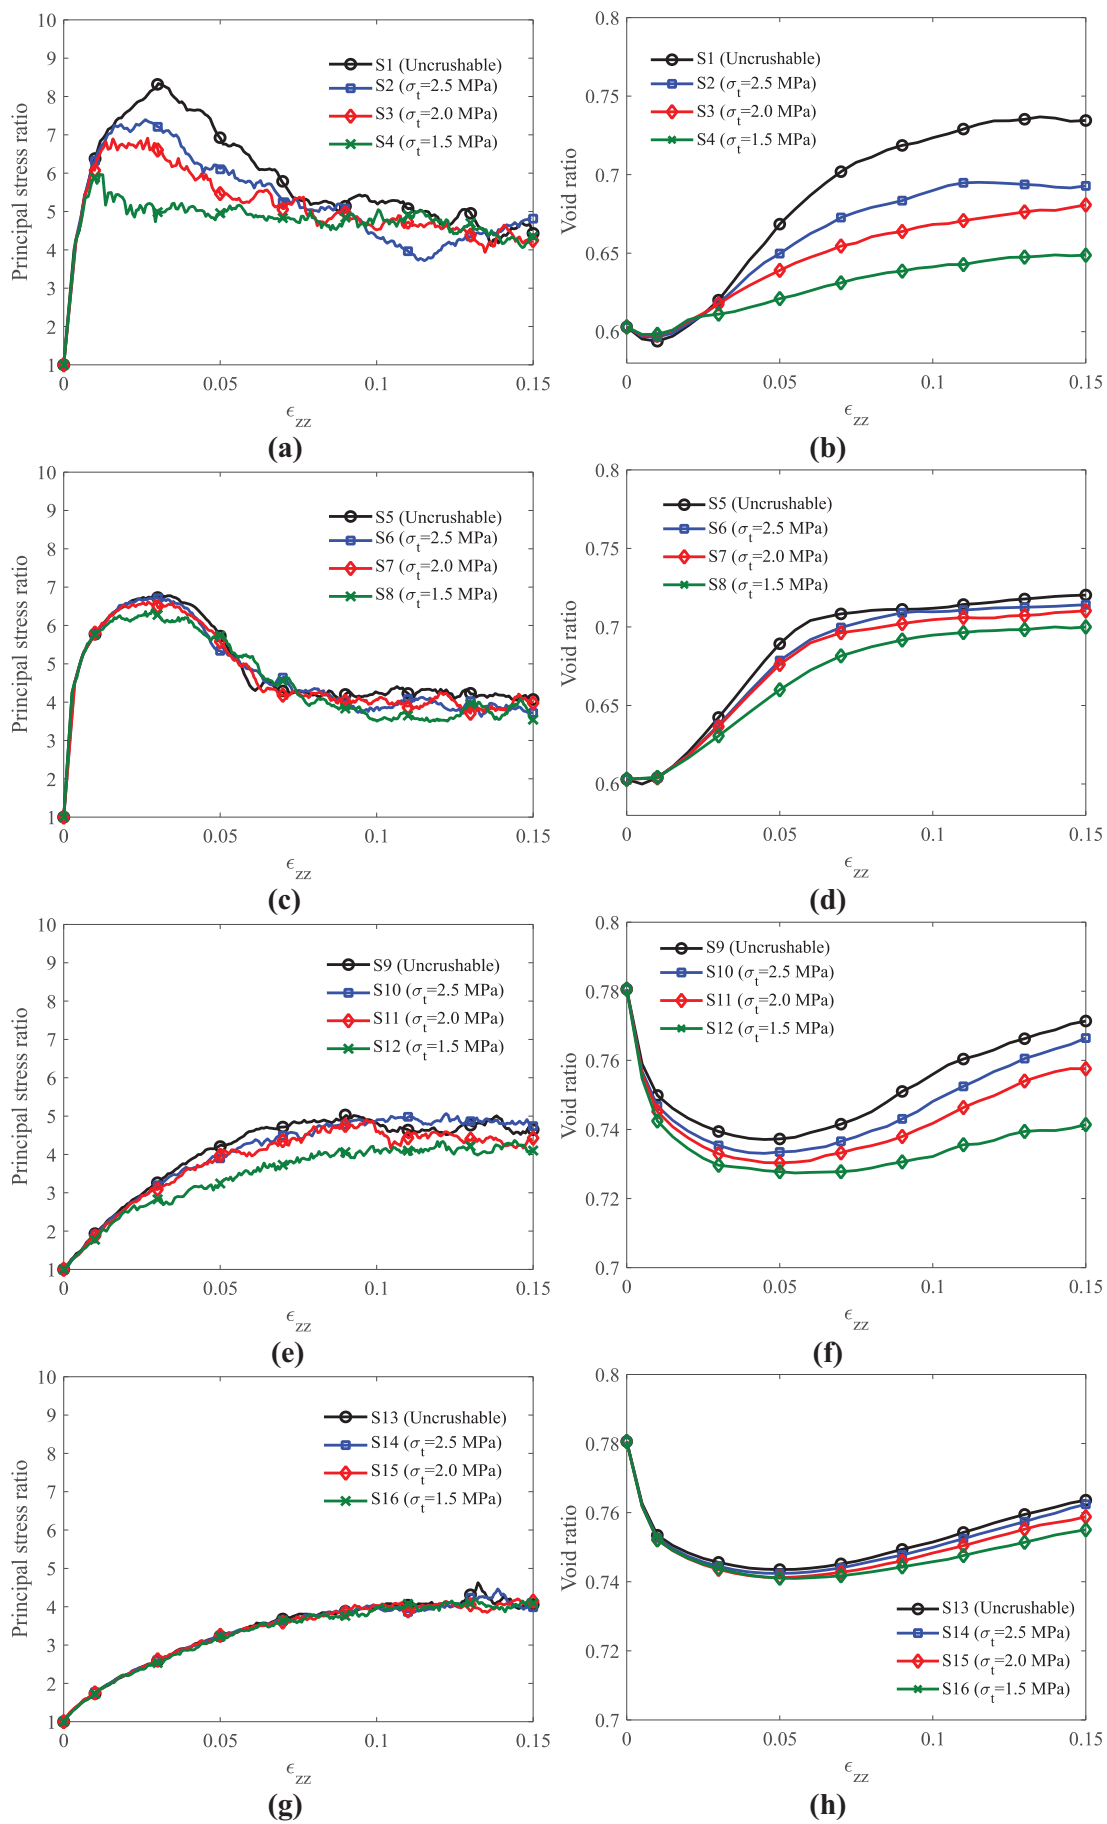 10
9
8
7
6
5
4
3
2
1
Principal stress ratio
S1 (Uncrushable)
S2 (σt=2.5 MPa)
S3 (σt=2.0 MPa)
S4 (σt=1.5 MPa)
0 0.05 0.1 0.15
ϵzz
(a)
0.8
0.75
0.7
0.65
0.6
Void ratio
S1 (Uncrushable)
S2 (σt=2.5 MPa)
S3 (σt=2.0 MPa)
S4 (σt=1.5 MPa)
0 0.05 0.1 0.15
ϵzz
(b)
10
9
8
7
6
5
4
3
2
1
Principal stress ratio
S5 (Uncrushable)
S6 (σt=2.5 MPa)
S7 (σt=2.0 MPa)
S8 (σt=1.5 MPa)
0 0.05 0.1 0.15
ϵzz
(c)
0.8
0.75
0.7
0.65
0.6
Void ratio
S5 (Uncrushable)
S6 (σt=2.5 MPa)
S7 (σt=2.0 MPa)
S8 (σt=1.5 MPa)
0 0.05 0.1 0.15
ϵzz
(d)
10
9
8
7
6
5
4
3
2
1
Principal stress ratio
S9 (Uncrushable)
S10 (σt=2.5 MPa)
S11 (σt=2.0 MPa)
S12 (σt=1.5 MPa)
0 0.05 0.1 0.15
ϵzz
(e)
0.8
0.78
0.76
0.74
0.72
0.7
Void ratio
S9 (Uncrushable)
S10 (σt=2.5 MPa)
S11 (σt=2.0 MPa)
S12 (σt=1.5 MPa)
0 0.05 0.1 0.15
ϵzz
(f)
10
9
8
7
6
5
4
3
2
1
Principal stress ratio
S13 (Uncrushable)
S14 (σt=2.5 MPa)
S15 (σt=2.0 MPa)
S16 (σt=1.5 MPa)
0 0.05 0.1 0.15
ϵzz
(g)
0.8
0.78
0.76
0.74
0.72
0.7
Void ratio
S13 (Uncrushable)
S14 (σt=2.5 MPa)
S15 (σt=2.0 MPa)
S16 (σt=1.5 MPa)
0 0.05 0.1 0.15
ϵzz
(h)